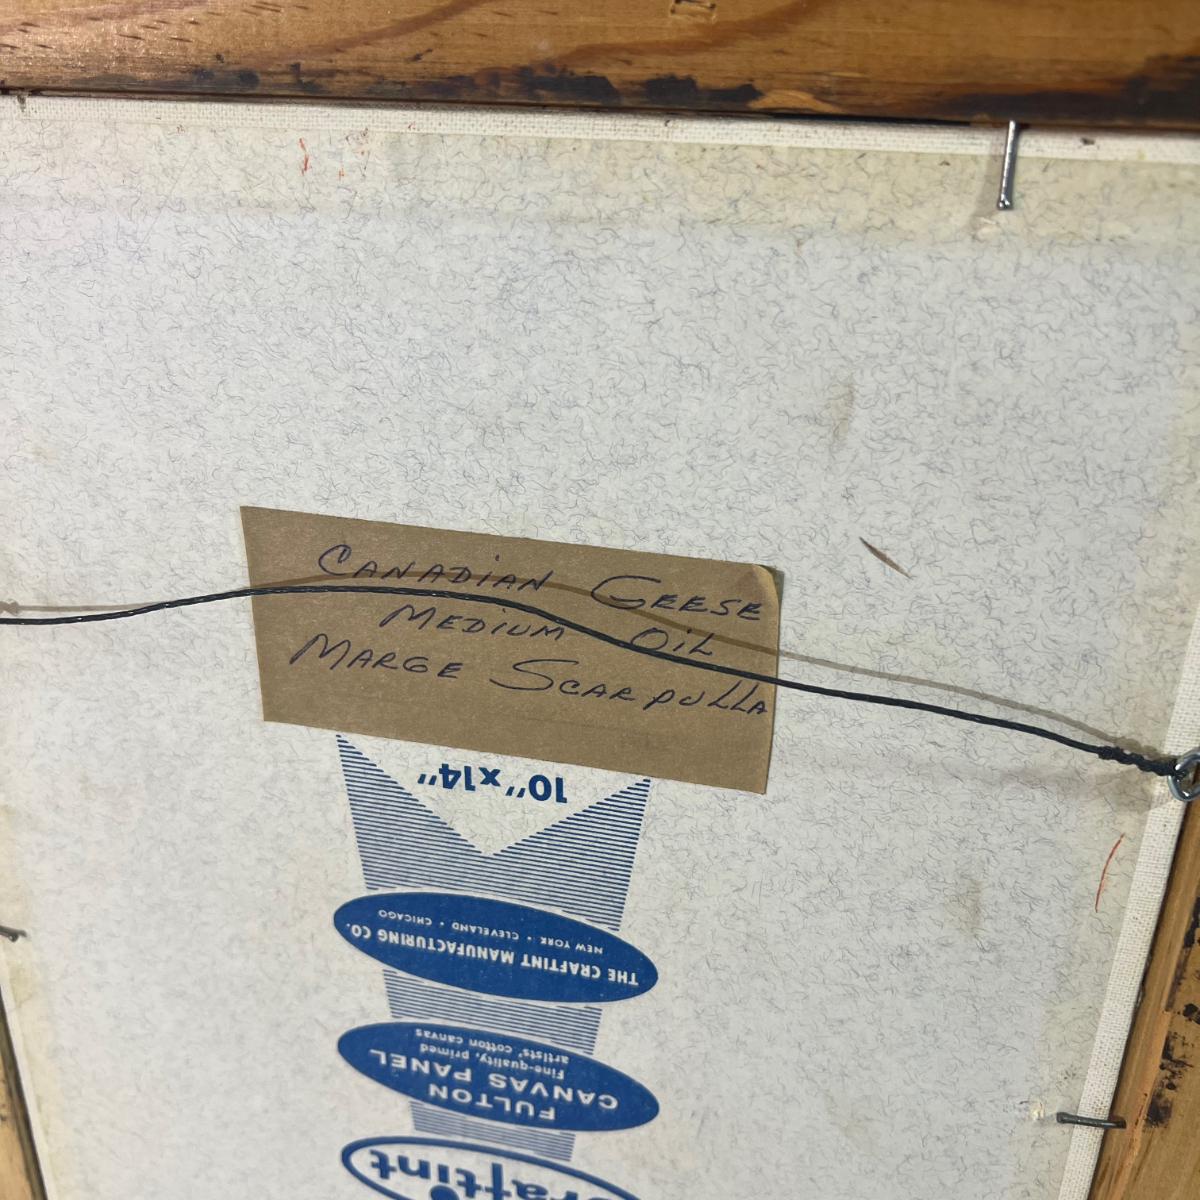 CANADIAN GEESE
MEDIUM OIL
MARGE SCARPULLA
10"x14"
THE CRAFTINT MANUFACTURING CO.
NEW YORK • CLEVELAND • CHICAGO
FULTON
CANVAS PANEL
Fine-quality, primed
artists' cotton canvas
Craftint